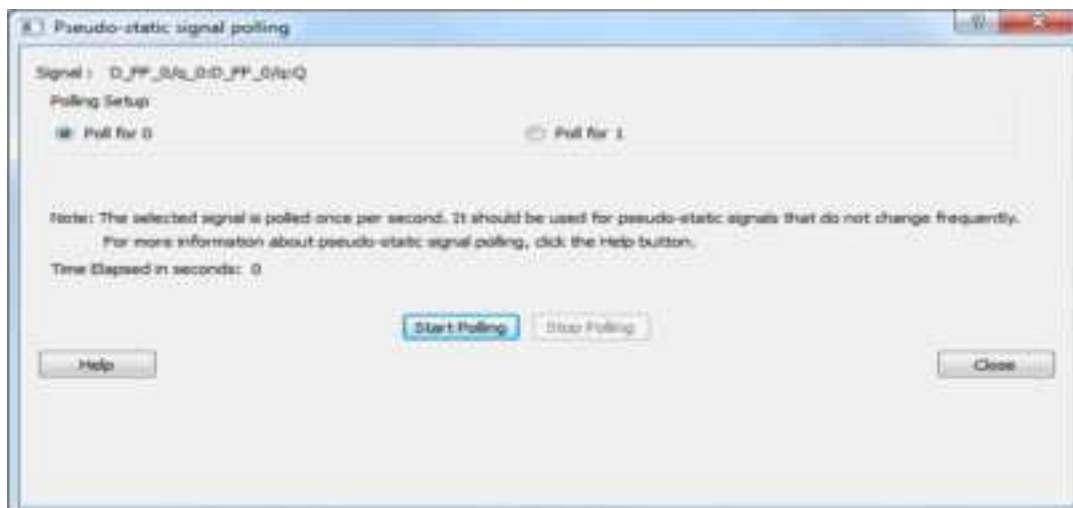 Pseudo-static signal polling
Signal : D_FF_0/q_0:D_FF_0/q:Q
Polling Setup
Poll for 0 Poll for 1
Note: The selected signal is polled once per second. It should be used for pseudo-static signals that do not change frequently.
For more information about pseudo-static signal polling, click the Help button.
Time Elapsed in seconds: 0
Start Polling Stop Polling
Help Close